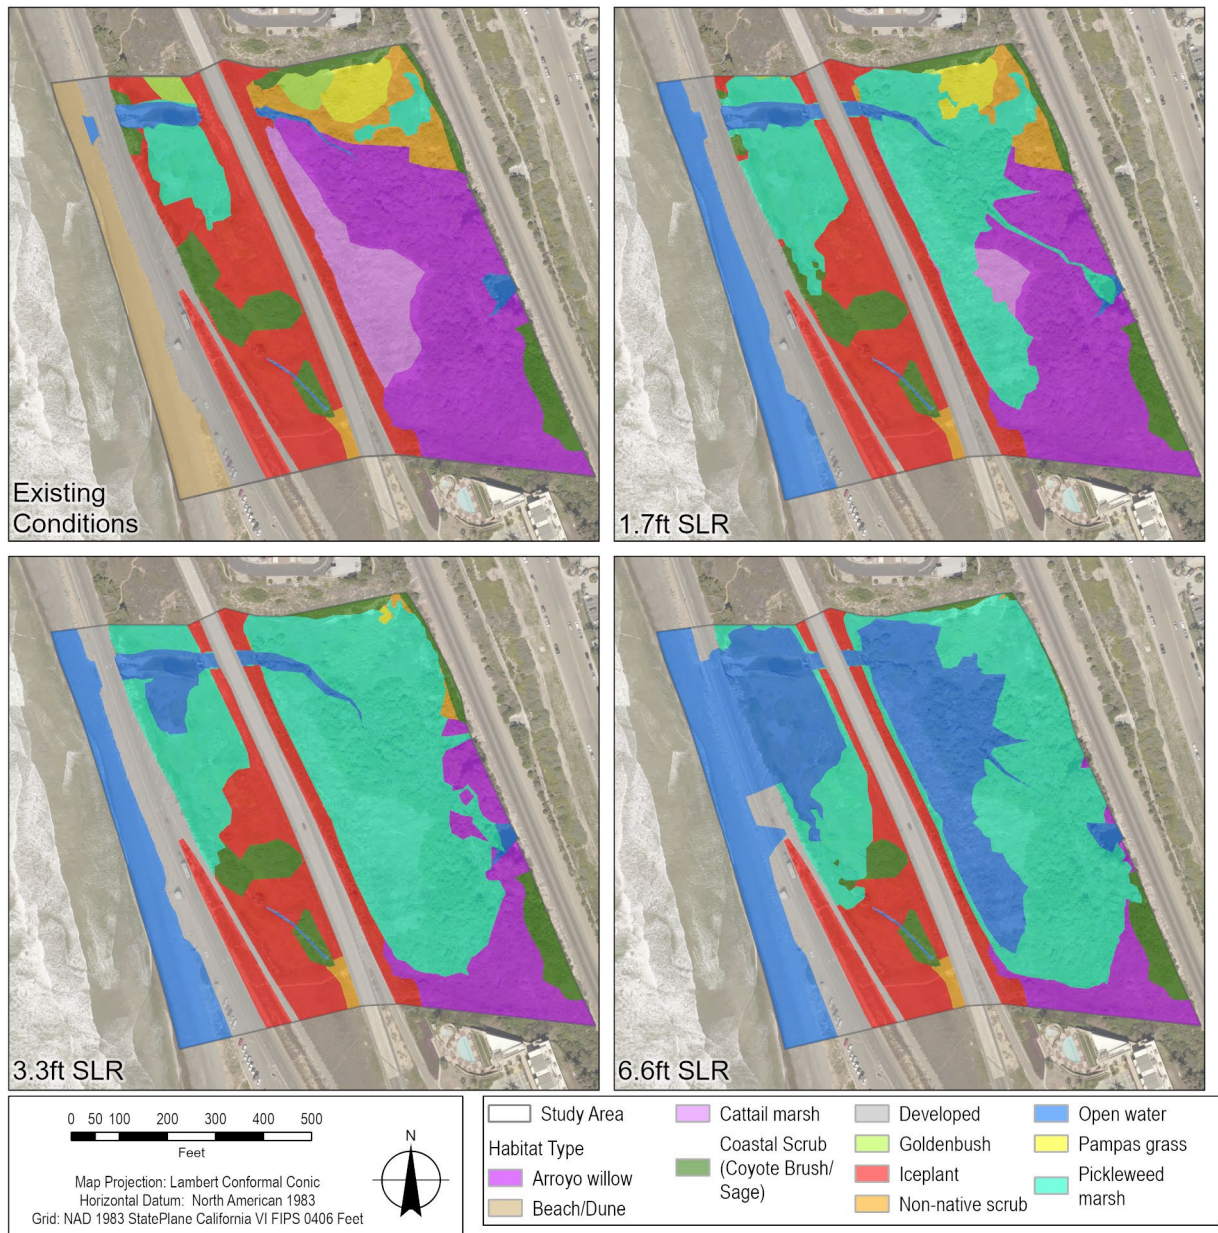 Existing
Conditions
1.7ft SLR
3.3ft SLR
6.6ft SLR
0 50 100 200 300 400 500
Feet
Map Projection: Lambert Conformal Conic
Horizontal Datum: North American 1983
Grid: NAD 1983 StatePlane California VI FIPS 0406 Feet
N
Study Area
Habitat Type
Arroyo willow
Beach/Dune
Cattail marsh
Coastal Scrub
(Coyote Brush/
Sage)
Developed
Goldenbush
Iceplant
Non-native scrub
Open water
Pampas grass
Pickleweed
marsh